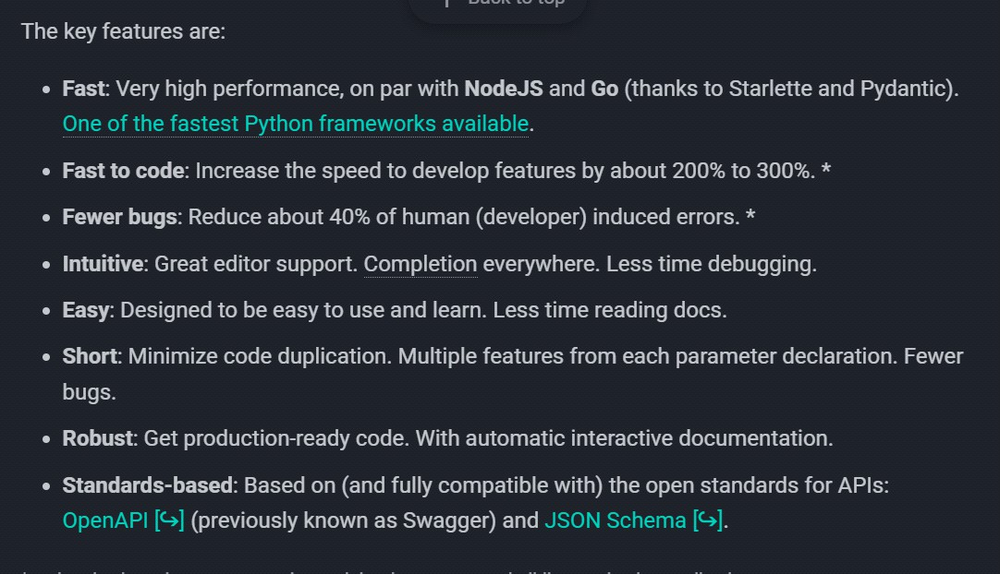 Back to top
The key features are:
Fast: Very high performance, on par with NodeJS and Go (thanks to Starlette and Pydantic).
One of the fastest Python frameworks available.
Fast to code: Increase the speed to develop features by about 200% to 300%. *
Fewer bugs: Reduce about 40% of human (developer) induced errors. *
Intuitive: Great editor support. Completion everywhere. Less time debugging.
Easy: Designed to be easy to use and learn. Less time reading docs.
Short: Minimize code duplication. Multiple features from each parameter declaration. Fewer
bugs.
Robust: Get production-ready code. With automatic interactive documentation.
Standards-based: Based on (and fully compatible with) the open standards for APIs:
OpenAPI [↪] (previously known as Swagger) and JSON Schema [↪].